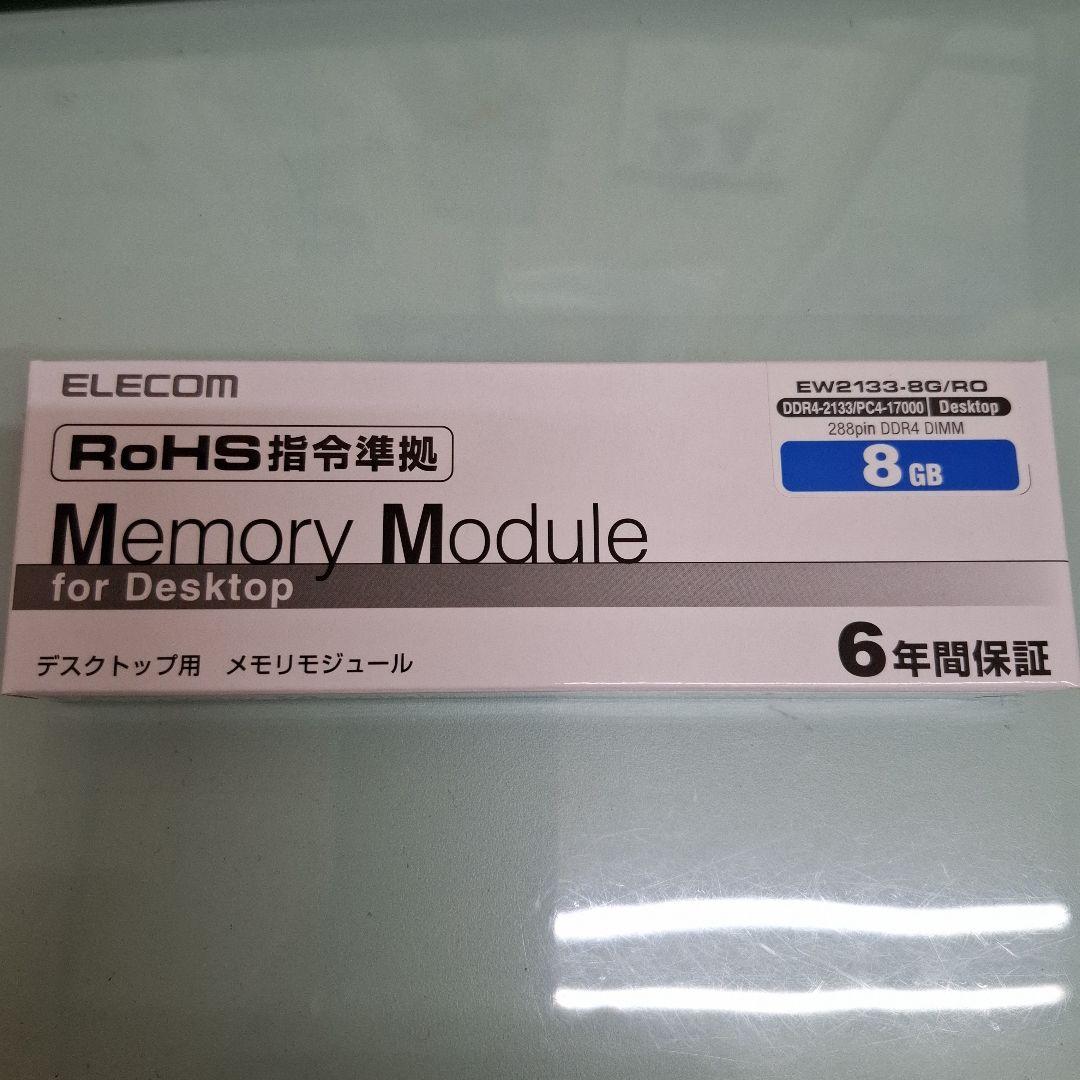 ELECOM
EW2133-8G/RO
DDR4-2133/PC4-17000 Desktop
288pin DDR4 DIMM
8 GB
RoHS指令準拠
Memory Module
for Desktop
デスクトップ用 メモリモジュール
6年間保証